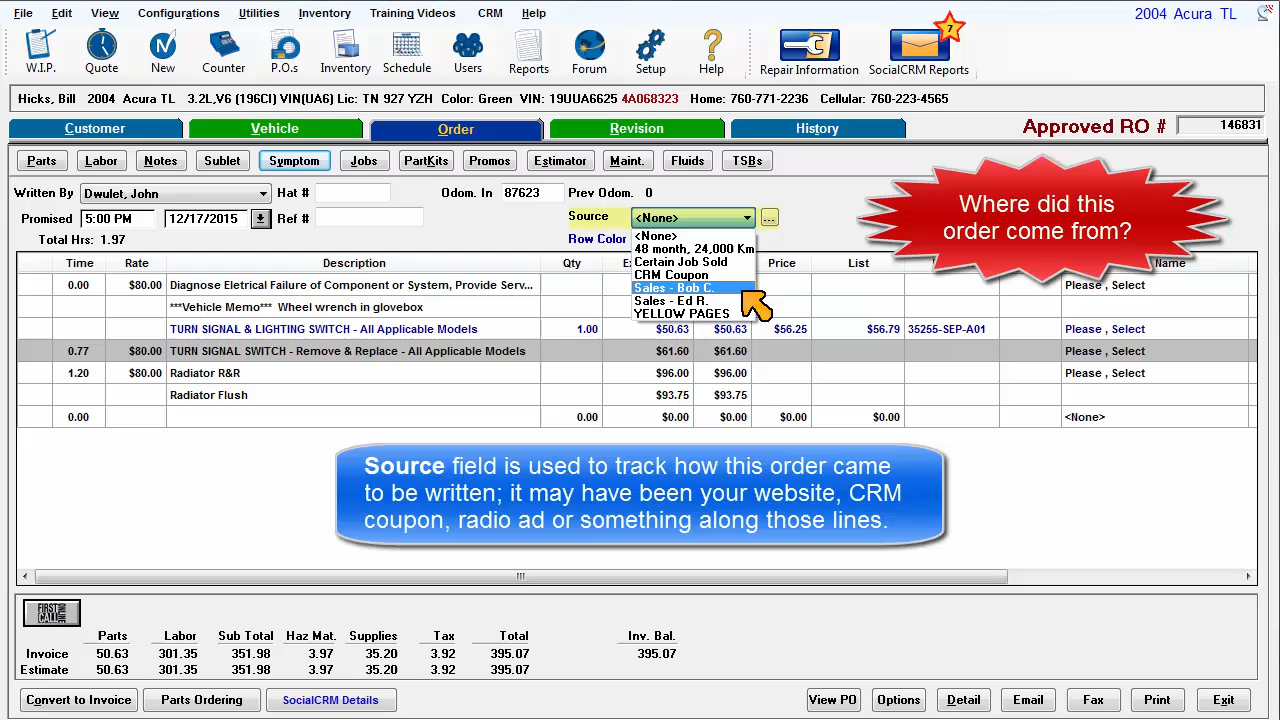 File Edit View Configurations Utilities Inventory Training Videos CRM Help 2004 Acura TL
7
W.I.P. Quote New Counter P.O.s Inventory Schedule Users Reports Forum Setup Help Repair Information SocialCRM Reports
Hicks, Bill 2004 Acura TL 3.2L,V6 (196CI) VIN(UA6) Lic: TN 927 YZH Color: Green VIN: 19UUA6625 4A068323 Home: 760-771-2236 Cellular: 760-223-4565
Customer Vehicle Order Revision History Approved RO # 146831
Parts Labor Notes Sublet Symptom Jobs PartKits Promos Estimator Maint. Fluids TSBs
Written By Dwulet, John Hat # Odom. In 87623 Prev Odom. 0
Promised 5:00 PM 12/17/2015 Ref # Source <None> ...
Total Hrs: 1.97 Row Color
<None>
48 month, 24,000 Km
Certain Job Sold
CRM Coupon
Sales - Bob C.
Sales - Ed R.
YELLOW PAGES
Where did this
order come from?
Time Rate Description Qty Price List Name
0.00 $80.00 Diagnose Eletrical Failure of Component or System, Provide Serv... Please , Select
***Vehicle Memo*** Wheel wrench in glovebox
TURN SIGNAL & LIGHTING SWITCH - All Applicable Models 1.00 $50.63 $50.63 $56.25 $56.79 35255-SEP-A01 Please , Select
0.77 $80.00 TURN SIGNAL SWITCH - Remove & Replace - All Applicable Models $61.60 $61.60 Please , Select
1.20 $80.00 Radiator R&R $96.00 $96.00 Please , Select
Radiator Flush $93.75 $93.75
0.00 0.00 $0.00 $0.00 $0.00 $0.00 <None>
Source field is used to track how this order came
to be written; it may have been your website, CRM
coupon, radio ad or something along those lines.
FIRST CALL
Parts Labor Sub Total Haz Mat. Supplies Tax Total Inv. Bal.
Invoice 50.63 301.35 351.98 3.97 35.20 3.92 395.07 395.07
Estimate 50.63 301.35 351.98 3.97 35.20 3.92 395.07
Convert to Invoice Parts Ordering SocialCRM Details View PO Options Detail Email Fax Print Exit